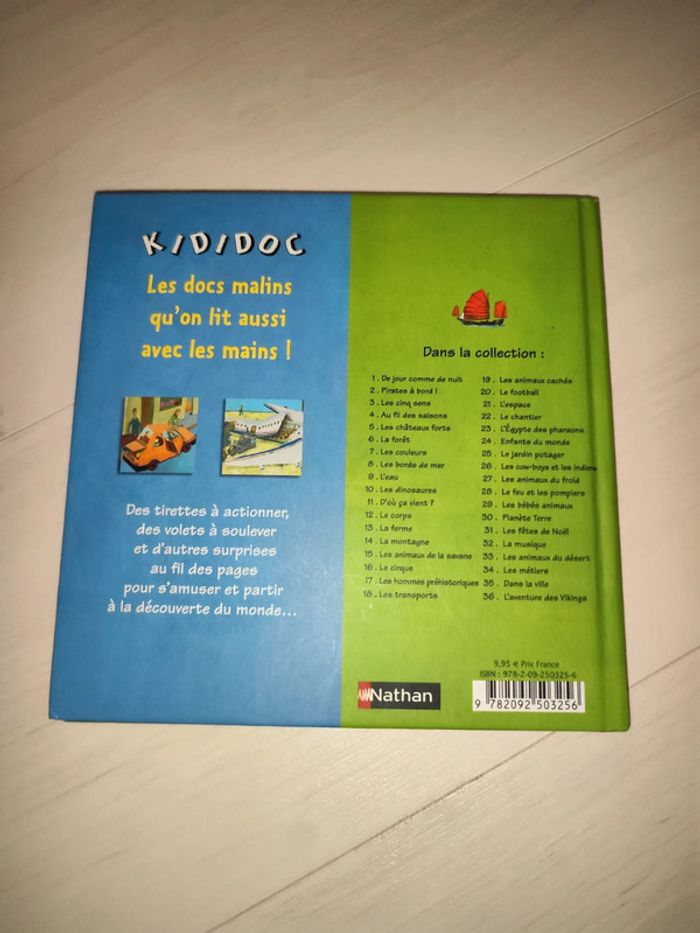 KIDIDOC
Les docs malins
qu'on lit aussi
avec les mains !
Des tirettes à actionner,
des volets à soulever
et d'autres surprises
au fil des pages
pour s'amuser et partir
à la découverte du monde...
Dans la collection :
1 . De jour comme de nuit
2 . Pirates à bord !
3 . Les cinq sens
4 . Au fil des saisons
5 . Les châteaux forts
6 . La forêt
7 . Les couleurs
8 . Les bords de mer
9 . L'eau
10 . Les dinosaures
11 . D'où ça vient ?
12 . Le corps
13 . La ferme
14 . La montagne
15 . Les animaux de la savane
16 . Le cirque
17 . Les hommes préhistoriques
18 . Les transports
19 . Les animaux cachés
20 . Le football
21 . L'espace
22 . Le chantier
23 . L'Égypte des pharaons
24 . Enfants du monde
25 . Le jardin potager
26 . Les cow-boys et les indiens
27 . Les animaux du froid
28 . Le feu et les pompiers
29 . Les bébés animaux
30 . Planète Terre
31 . Les fêtes de Noël
32 . La musique
33 . Les animaux du désert
34 . Les métiers
35 . Dans la ville
36 . L'aventure des Vikings
Nathan
9,95 € Prix France
ISBN : 978-2-09-250325-6
9 782092 503256